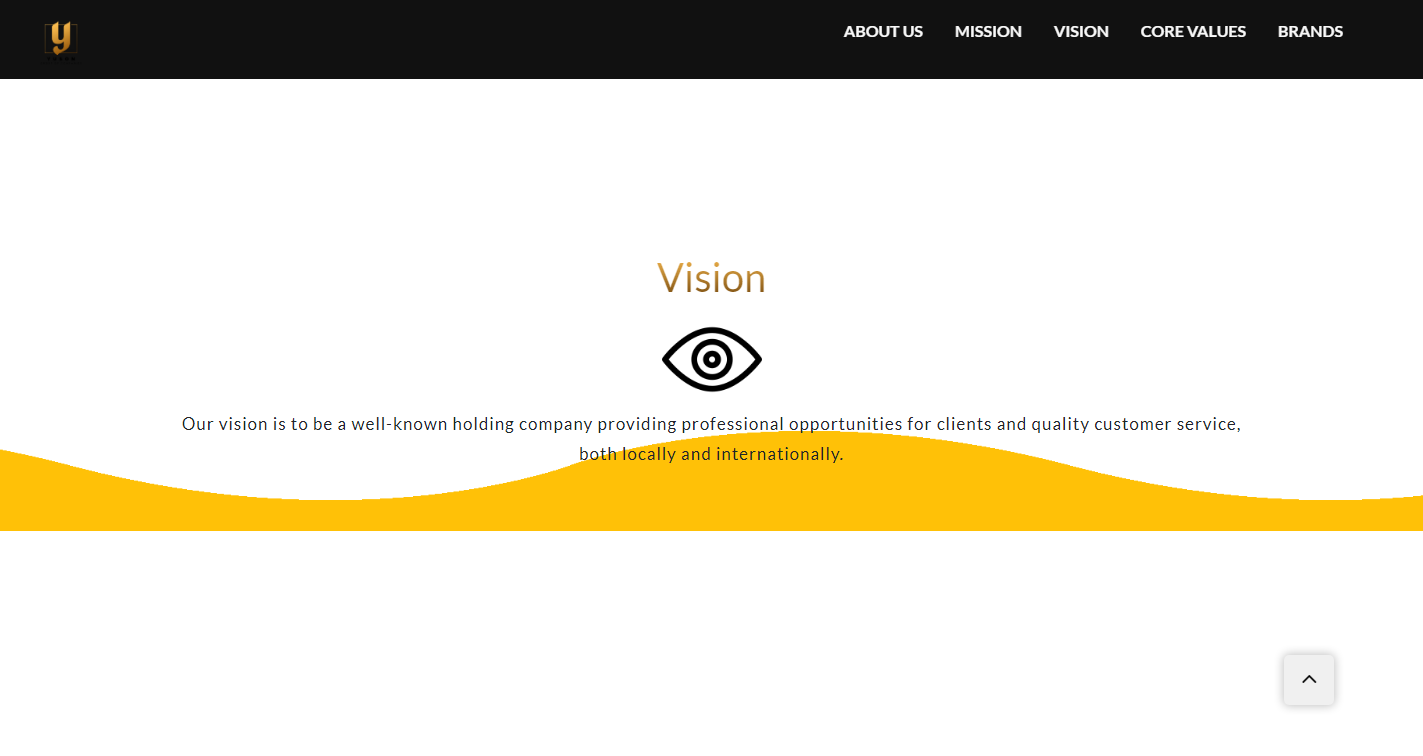 y
ABOUT US MISSION VISION CORE VALUES BRANDS
Vision
Our vision is to be a well-known holding company providing professional opportunities for clients and quality customer service,
both locally and internationally.